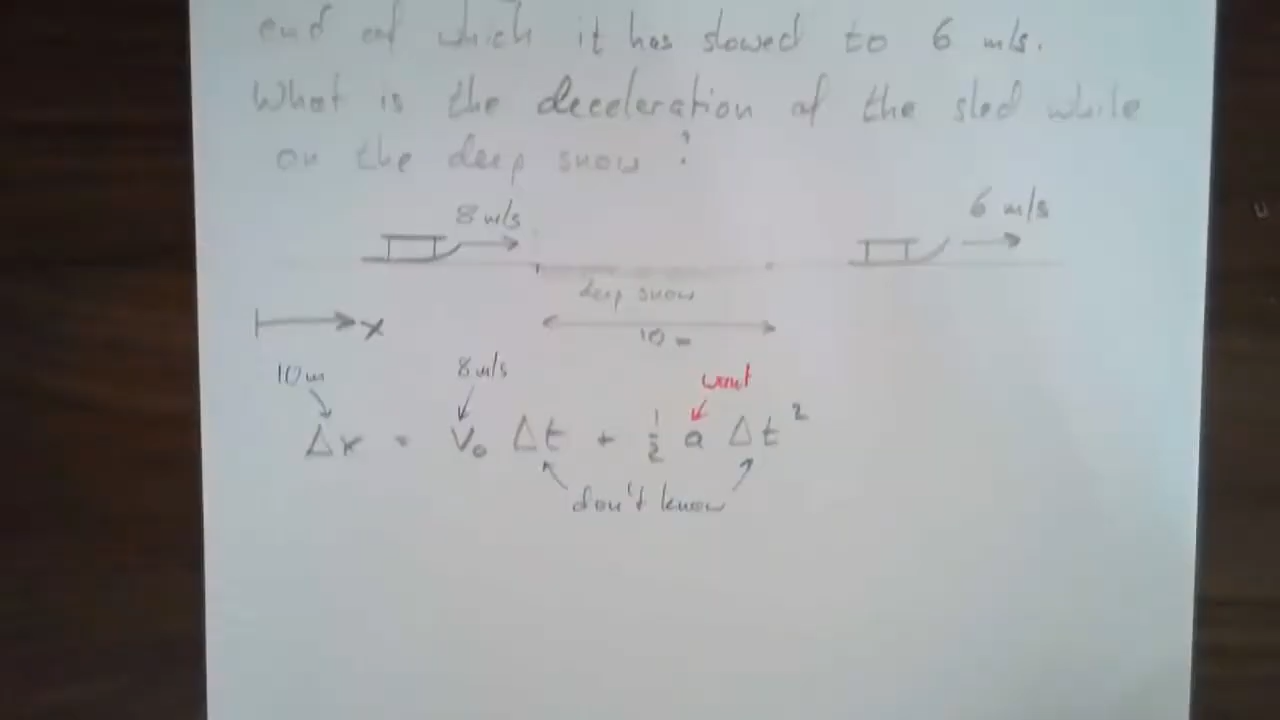 end of which it has slowed to 6 m/s.
What is the deceleration of the sled while
on the deep snow?
8 m/s
6 m/s
deep snow
x
10 m
10 m
8 m/s
want
Δx = V₀ Δt + ½ a Δt²
don't know